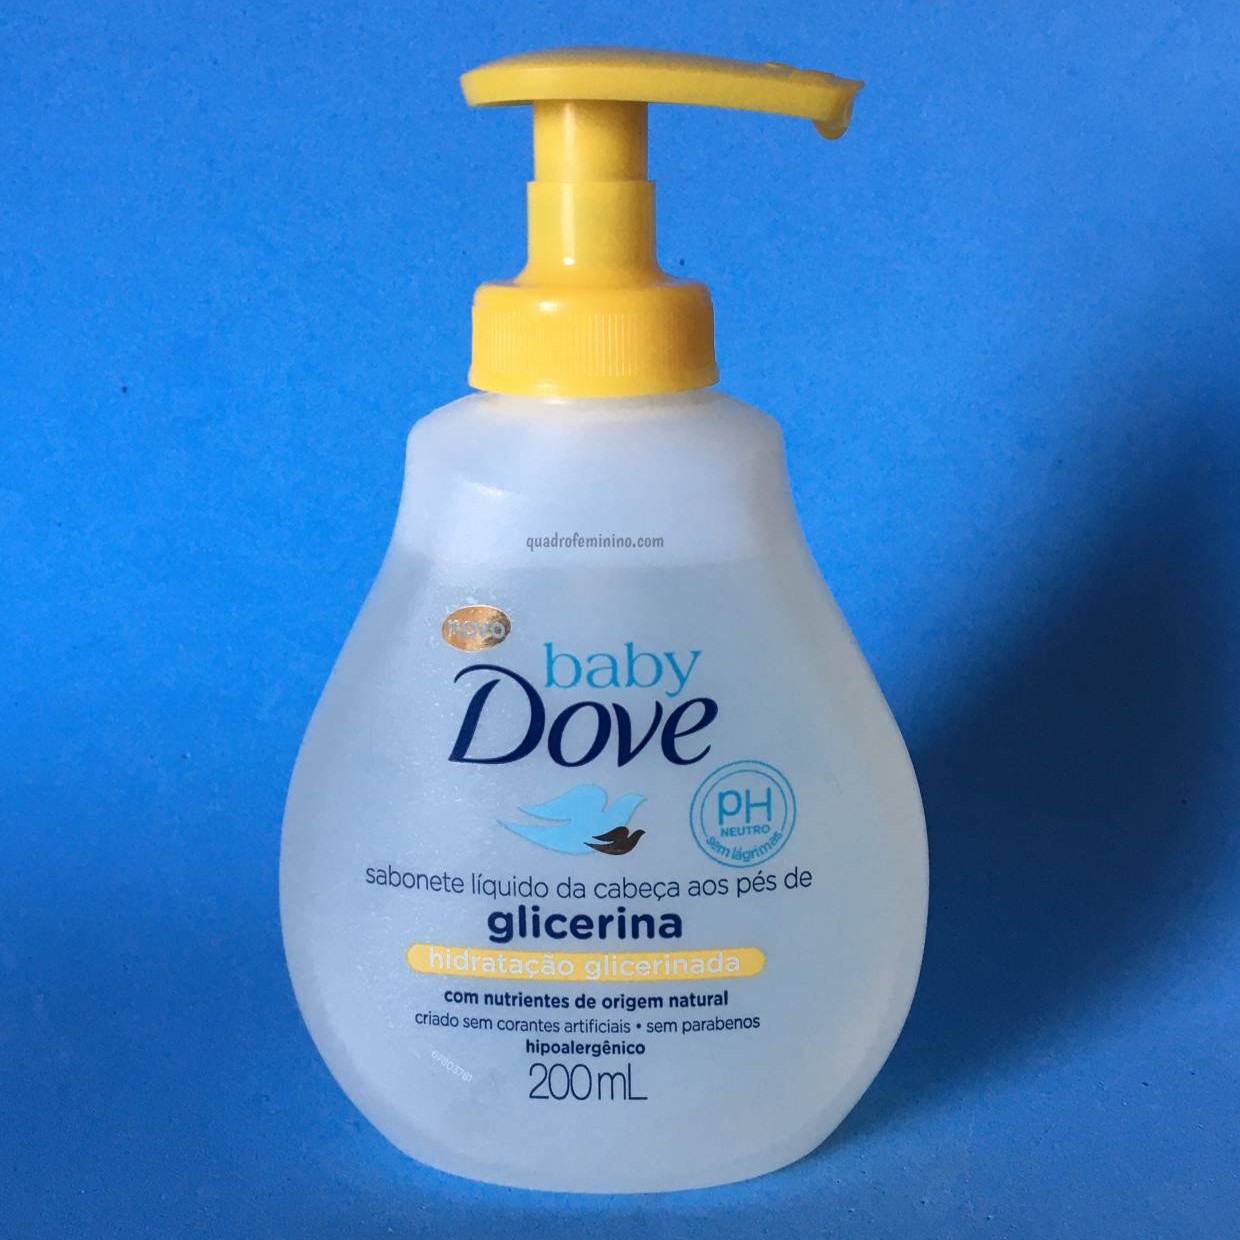 quadrofeminino.com
novo
baby
Dove
PH
NEUTRO
sem lágrimas
sabonete líquido da cabeça aos pés de
glicerina
hidratação glicerinada
com nutrientes de origem natural
criado sem corantes artificiais • sem parabenos
hipoalergênico
67803781
200mL